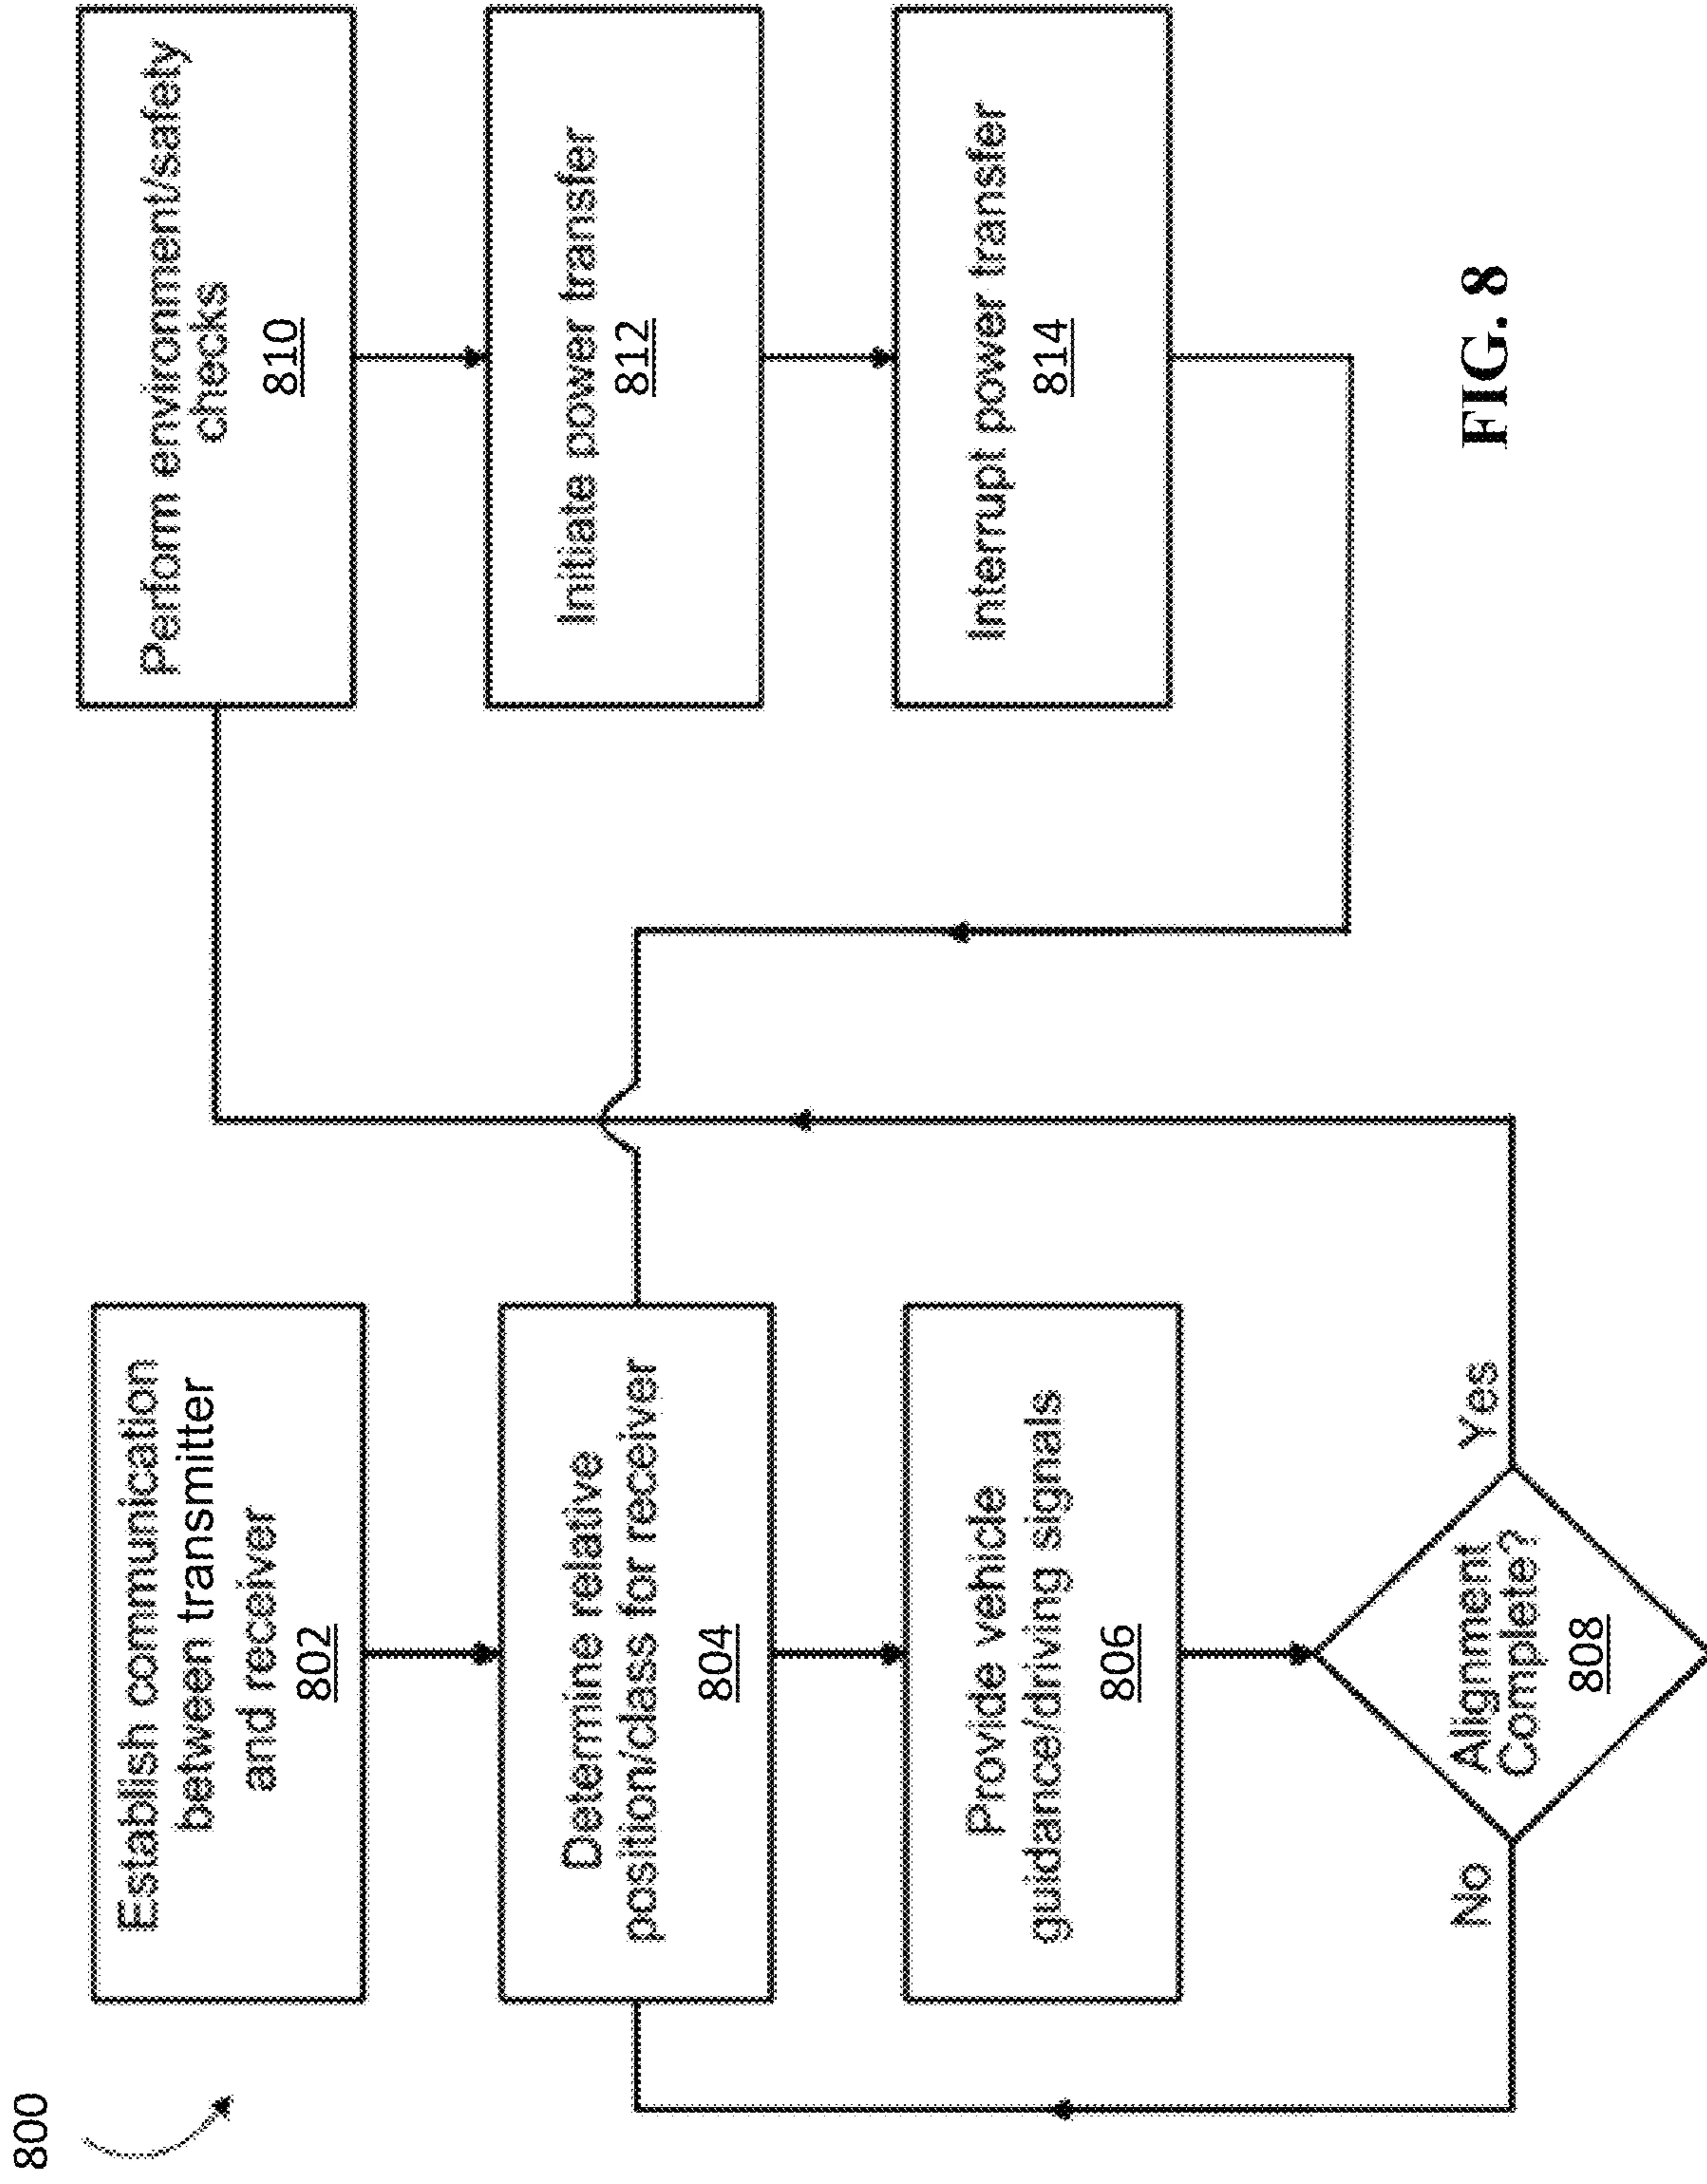 800
Establish communication
between transmitter
and receiver
802
Determine relative
position/class for receiver
804
Provide vehicle
guidance/driving signals
806
Alignment
Complete?
808
No
Yes
Perform environment/safety
checks
810
Initiate power transfer
812
Interrupt power transfer
814
FIG. 8